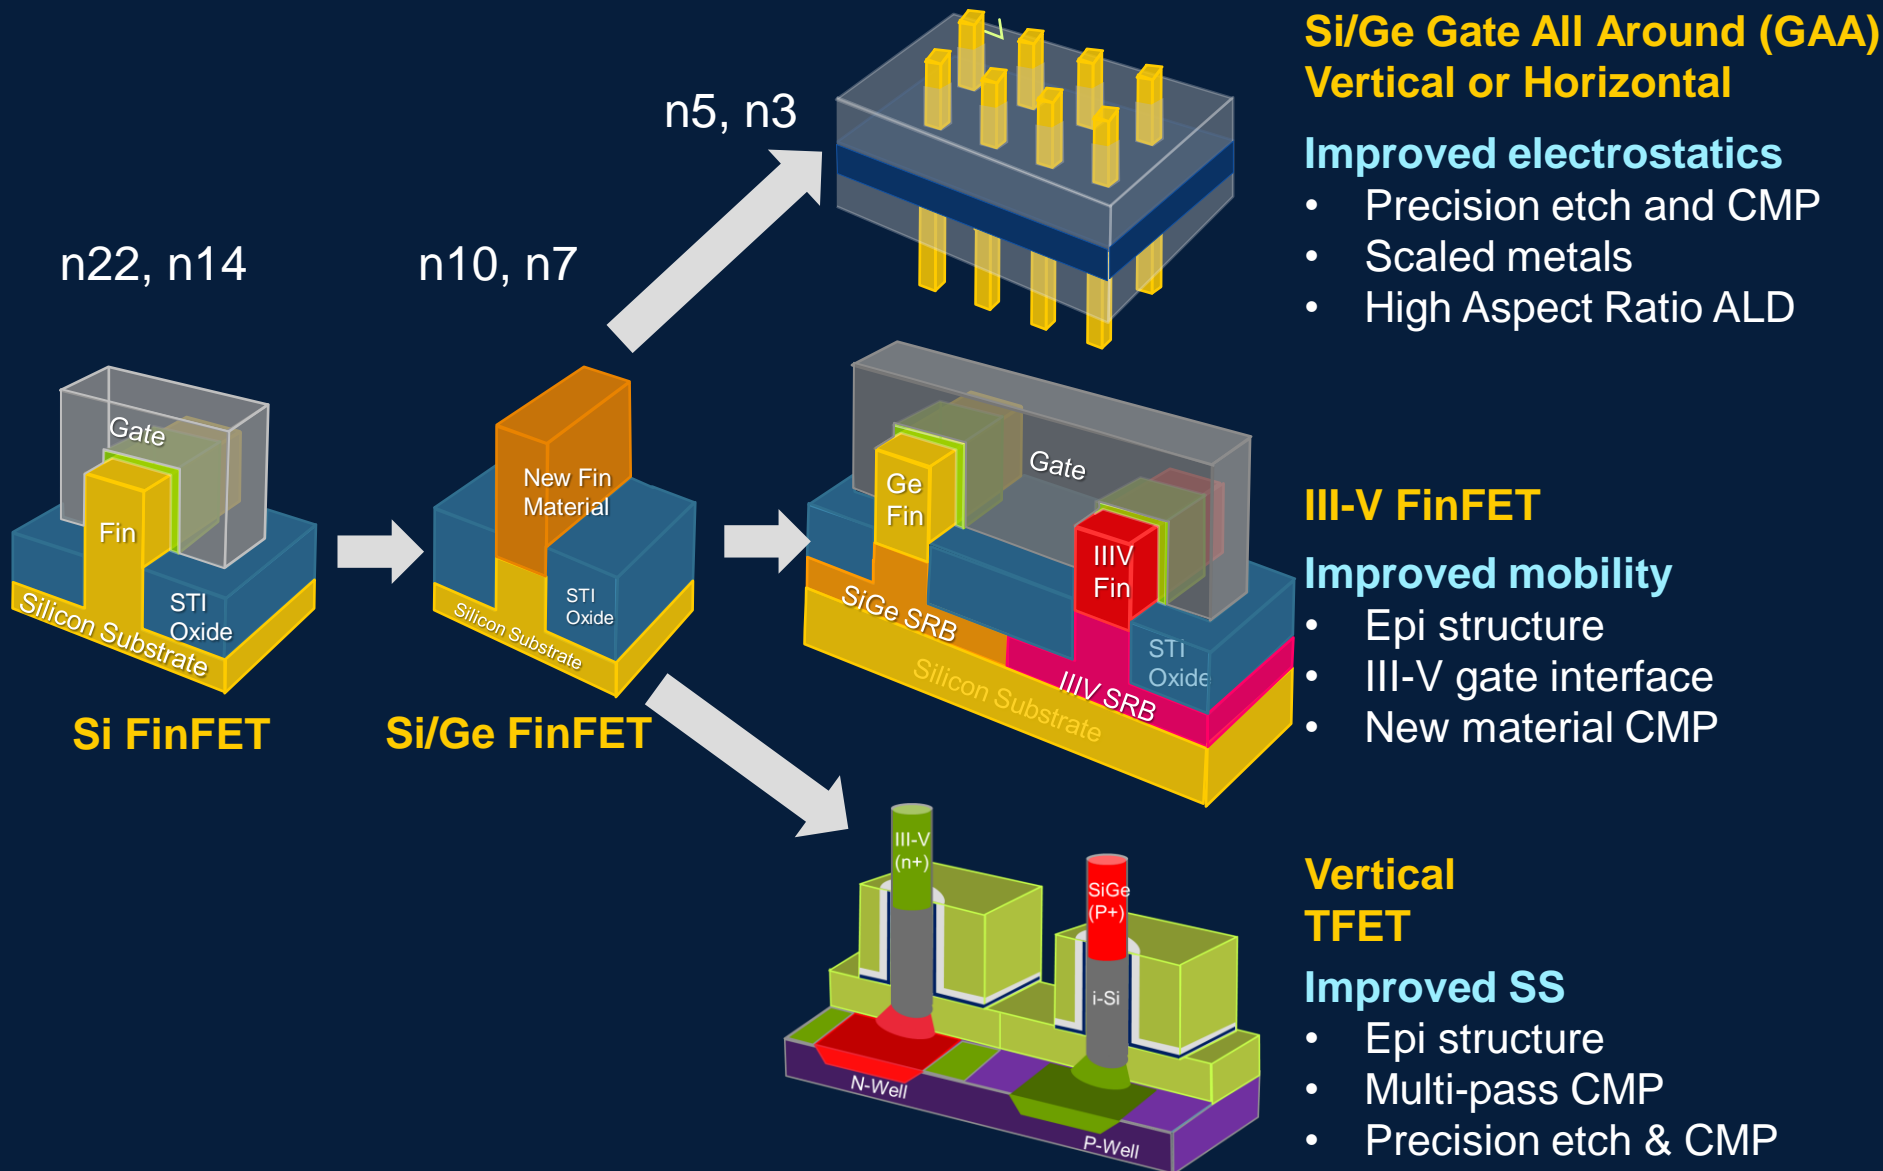 n22, n14
n10, n7
n5, n3
Gate
Fin
STI
Oxide
Silicon Substrate
Si FinFET
New Fin
Material
STI
Oxide
Silicon Substrate
Si/Ge FinFET
Si/Ge Gate All Around (GAA)
Vertical or Horizontal
Improved electrostatics
• Precision etch and CMP
• Scaled metals
• High Aspect Ratio ALD
Gate
Ge
Fin
IIIV
Fin
SiGe SRB
STi
Oxide
IIIV SRB
Silicon Substrate
III-V FinFET
Improved mobility
• Epi structure
• III-V gate interface
• New material CMP
III-V
(n+)
SiGe
(P+)
i-Si
N-Well
P-Well
Vertical
TFET
Improved SS
• Epi structure
• Multi-pass CMP
• Precision etch & CMP